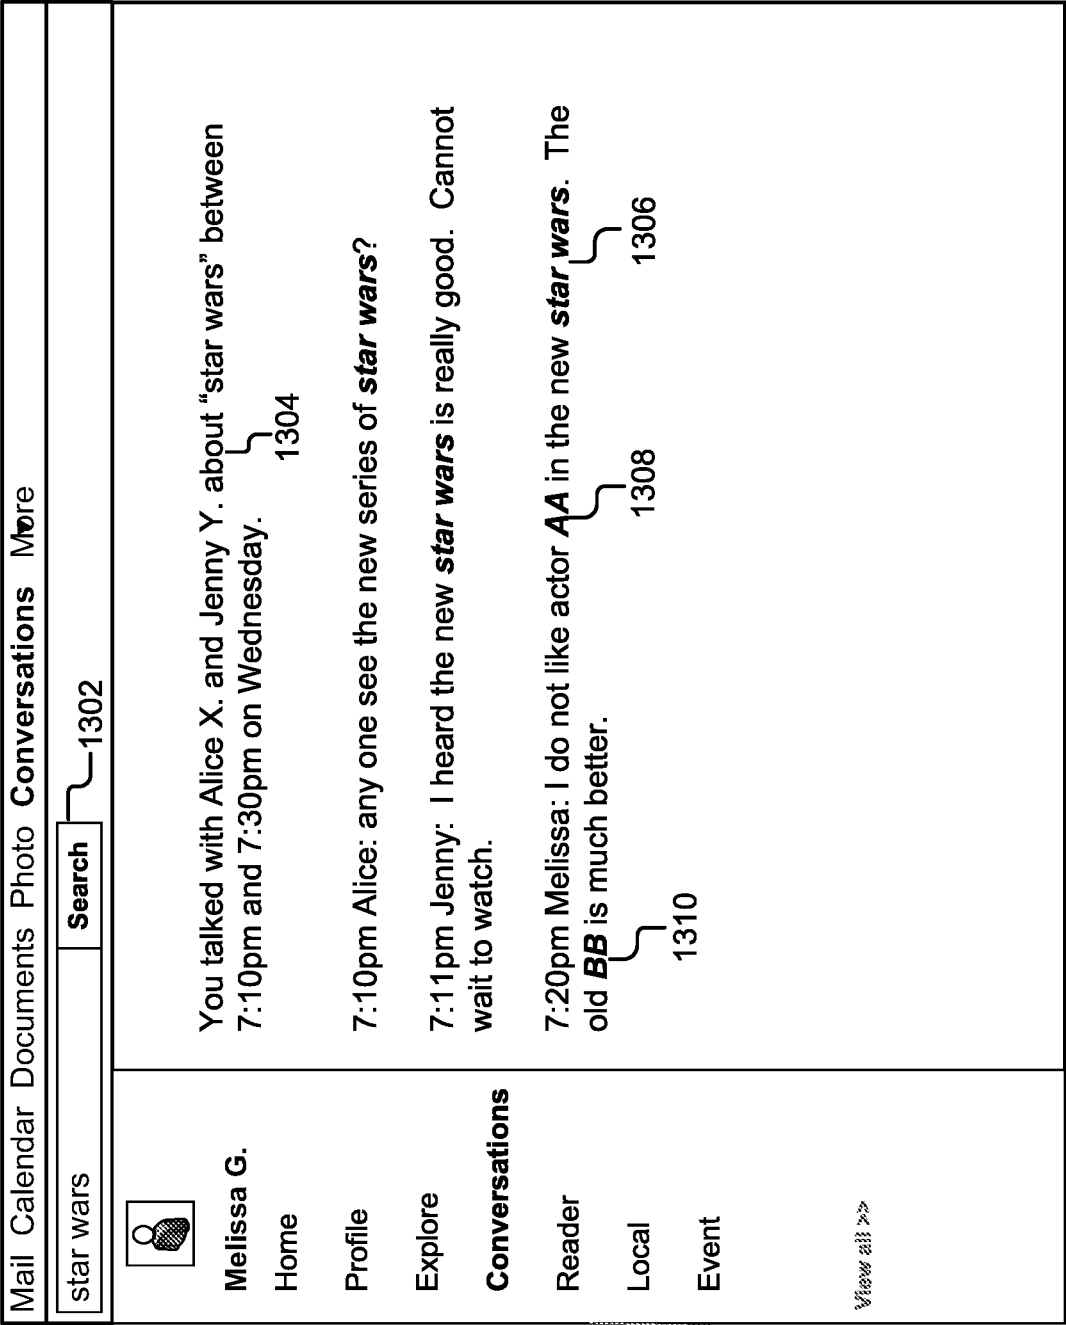 Mail Calendar Documents Photo Conversations More
star wars Search
1302
Melissa G.
Home
Profile
Explore
Conversations
Reader
Local
Event
View all >>
You talked with Alice X. and Jenny Y. about “star wars” between
7:10pm and 7:30pm on Wednesday.
1304
7:10pm Alice: any one see the new series of star wars?
7:11pm Jenny: I heard the new star wars is really good. Cannot
wait to watch.
7:20pm Melissa: I do not like actor AA in the new star wars. The
old BB is much better.
1306
1308
1310